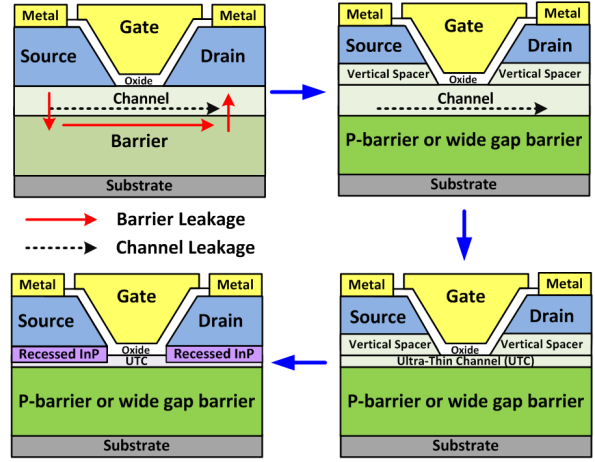 Metal
Gate
Metal
Source
Drain
Oxide
Channel
Barrier
Substrate
Metal
Gate
Metal
Source
Drain
Vertical Spacer
Oxide
Vertical Spacer
Channel
P-barrier or wide gap barrier
Substrate
Barrier Leakage
Channel Leakage
Metal
Gate
Metal
Source
Drain
Recessed InP
Oxide
UTC
Recessed InP
P-barrier or wide gap barrier
Substrate
Metal
Gate
Metal
Source
Drain
Vertical Spacer
Oxide
Vertical Spacer
Ultra-Thin Channel (UTC)
P-barrier or wide gap barrier
Substrate